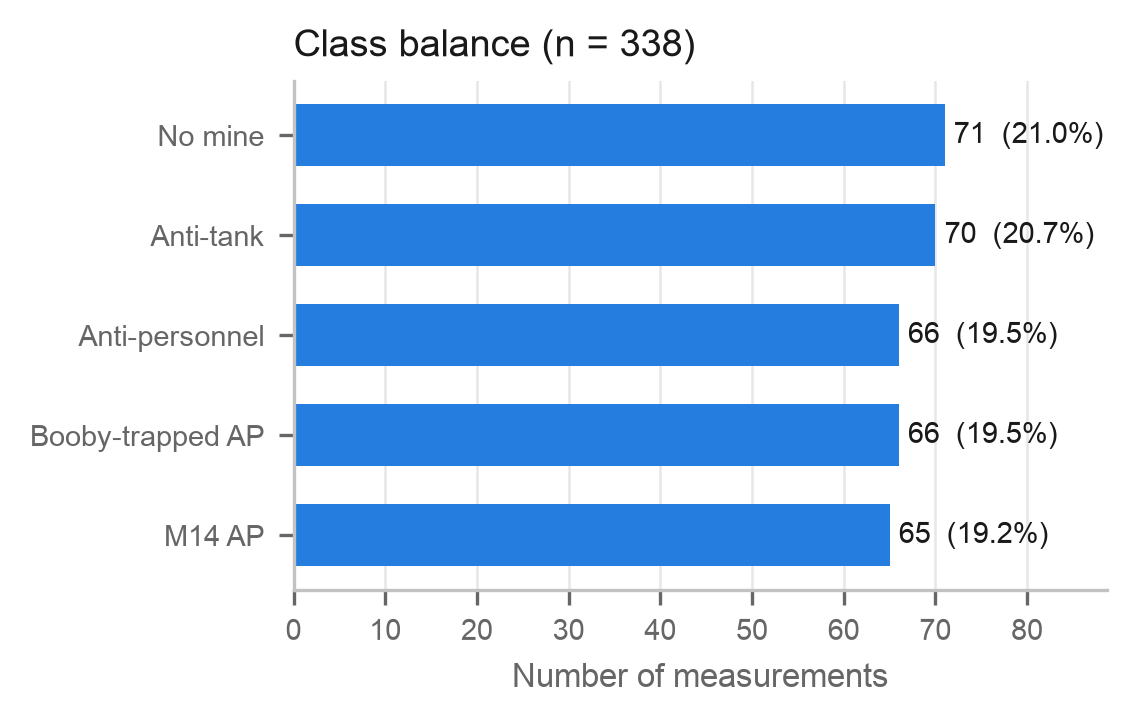 Class balance (n = 338)
No mine 71 (21.0%)
Anti-tank 70 (20.7%)
Anti-personnel 66 (19.5%)
Booby-trapped AP 66 (19.5%)
M14 AP 65 (19.2%)
0 10 20 30 40 50 60 70 80
Number of measurements